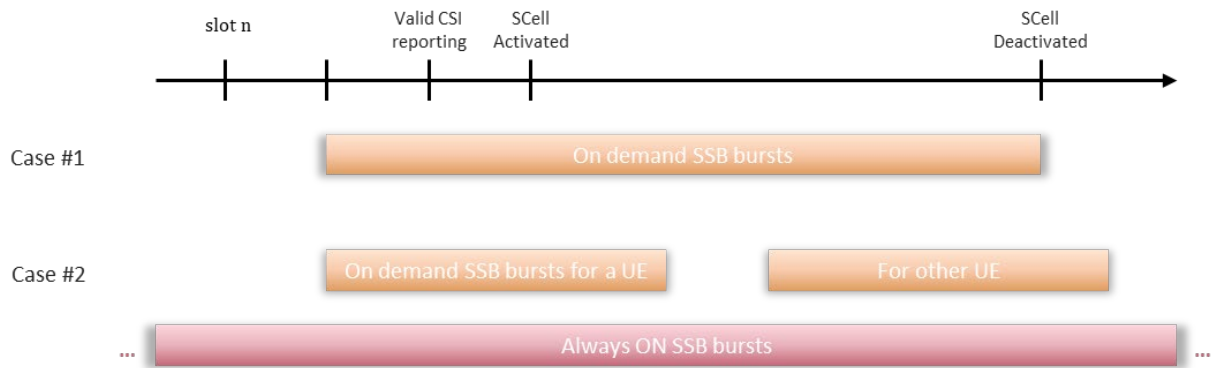 slot n
Valid CSI
reporting
SCell
Activated
SCell
Deactivated
Case #1
On demand SSB bursts
Case #2
On demand SSB bursts for a UE
For other UE
...
Always ON SSB bursts
...